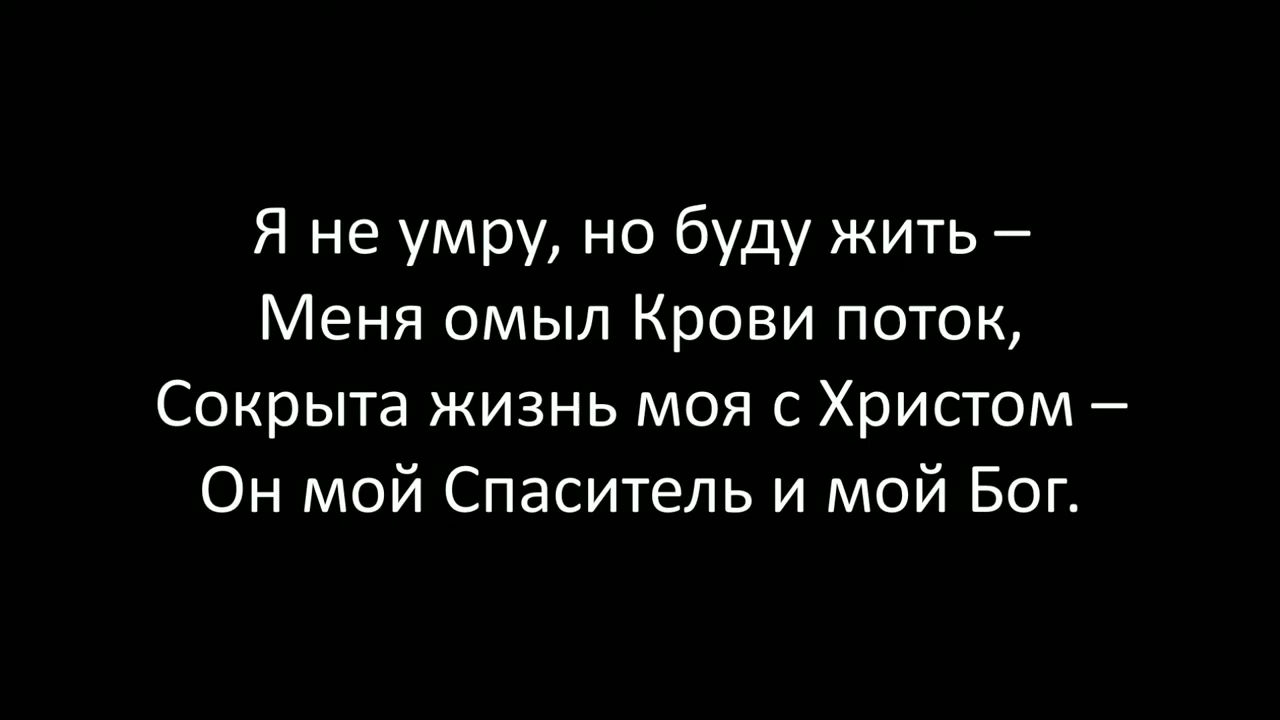 Я не умру, но буду жить –
Меня омыл Крови поток,
Сокрыта жизнь моя с Христом –
Он мой Спаситель и мой Бог.